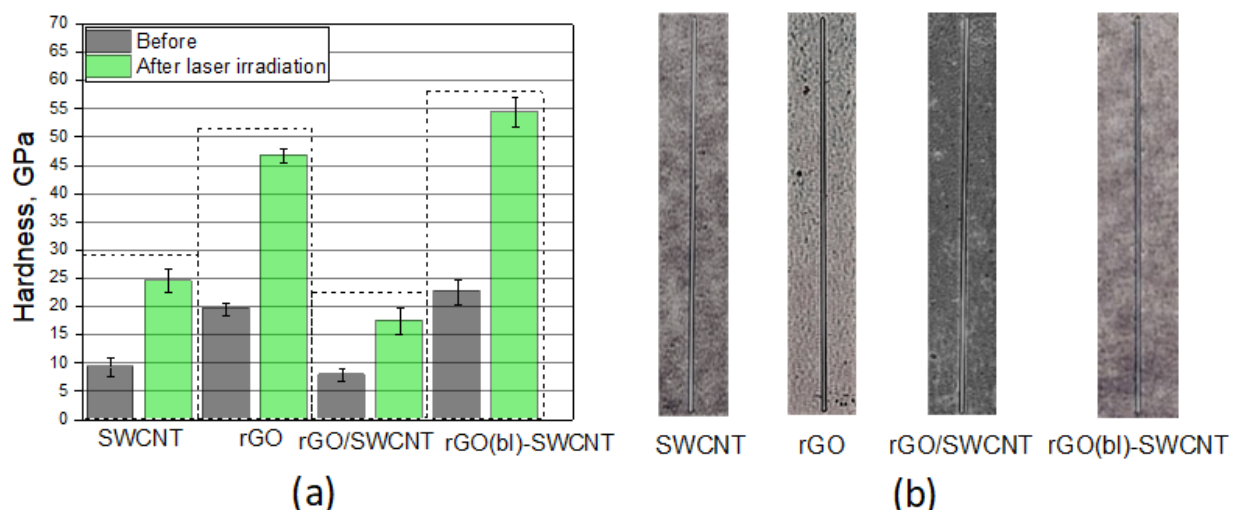 Hardness, GPa
70
65
60
55
50
45
40
35
30
25
20
15
10
5
0
Before
After laser irradiation
SWCNT
rGO
rGO/SWCNT
rGO(bl)-SWCNT
(a)
SWCNT
rGO
rGO/SWCNT
rGO(bl)-SWCNT
(b)